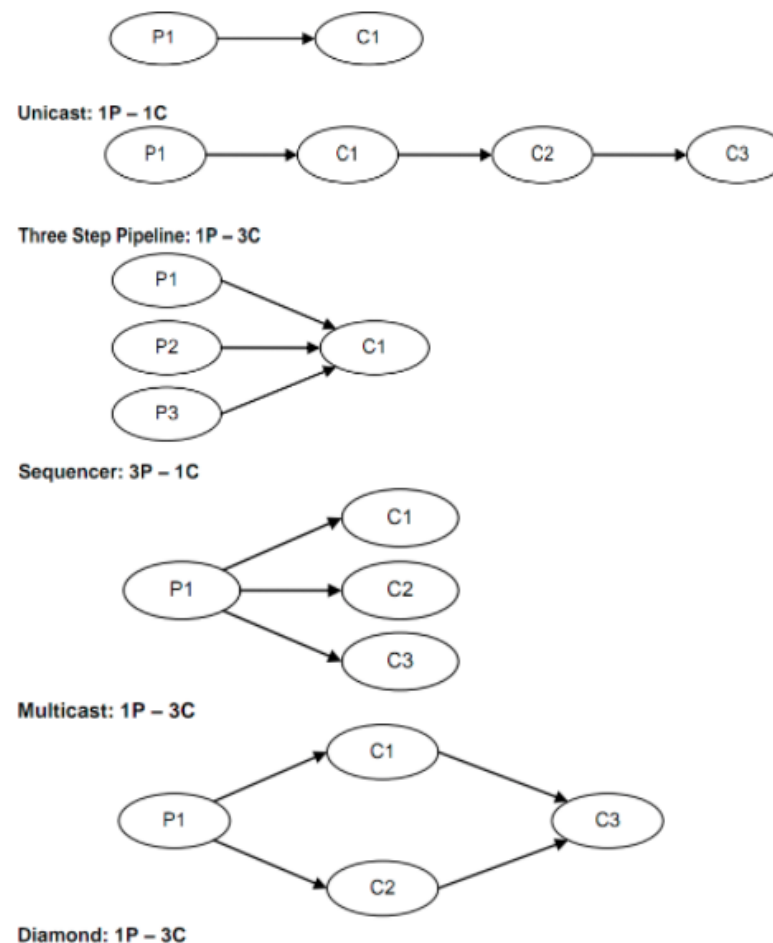 P1 C1
Unicast: 1P – 1C
P1 C1 C2 C3
Three Step Pipeline: 1P – 3C
P1
P2 C1
P3
Sequencer: 3P – 1C
C1
P1 C2
C3
Multicast: 1P – 3C
C1
P1 C3
C2
Diamond: 1P – 3C